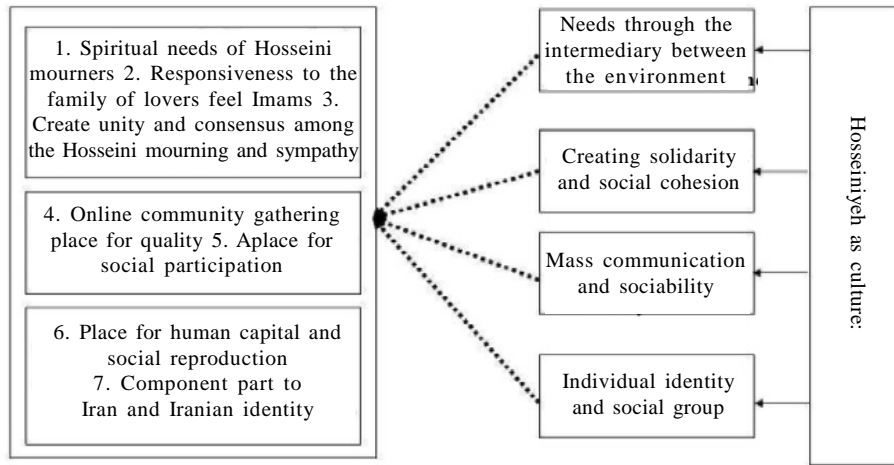 1. Spiritual needs of Hosseini
mourners 2. Responsiveness to the
family of lovers feel Imams 3.
Create unity and consensus among
the Hosseini mourning and sympathy
4. Online community gathering
place for quality 5. Aplace for
social participation
6. Place for human capital and
social reproduction
7. Component part to
Iran and Iranian identity
Needs through the
intermediary between
the environment
Creating solidarity
and social cohesion
Mass communication
and sociability
Individual identity
and social group
Hosseiniyeh as culture: